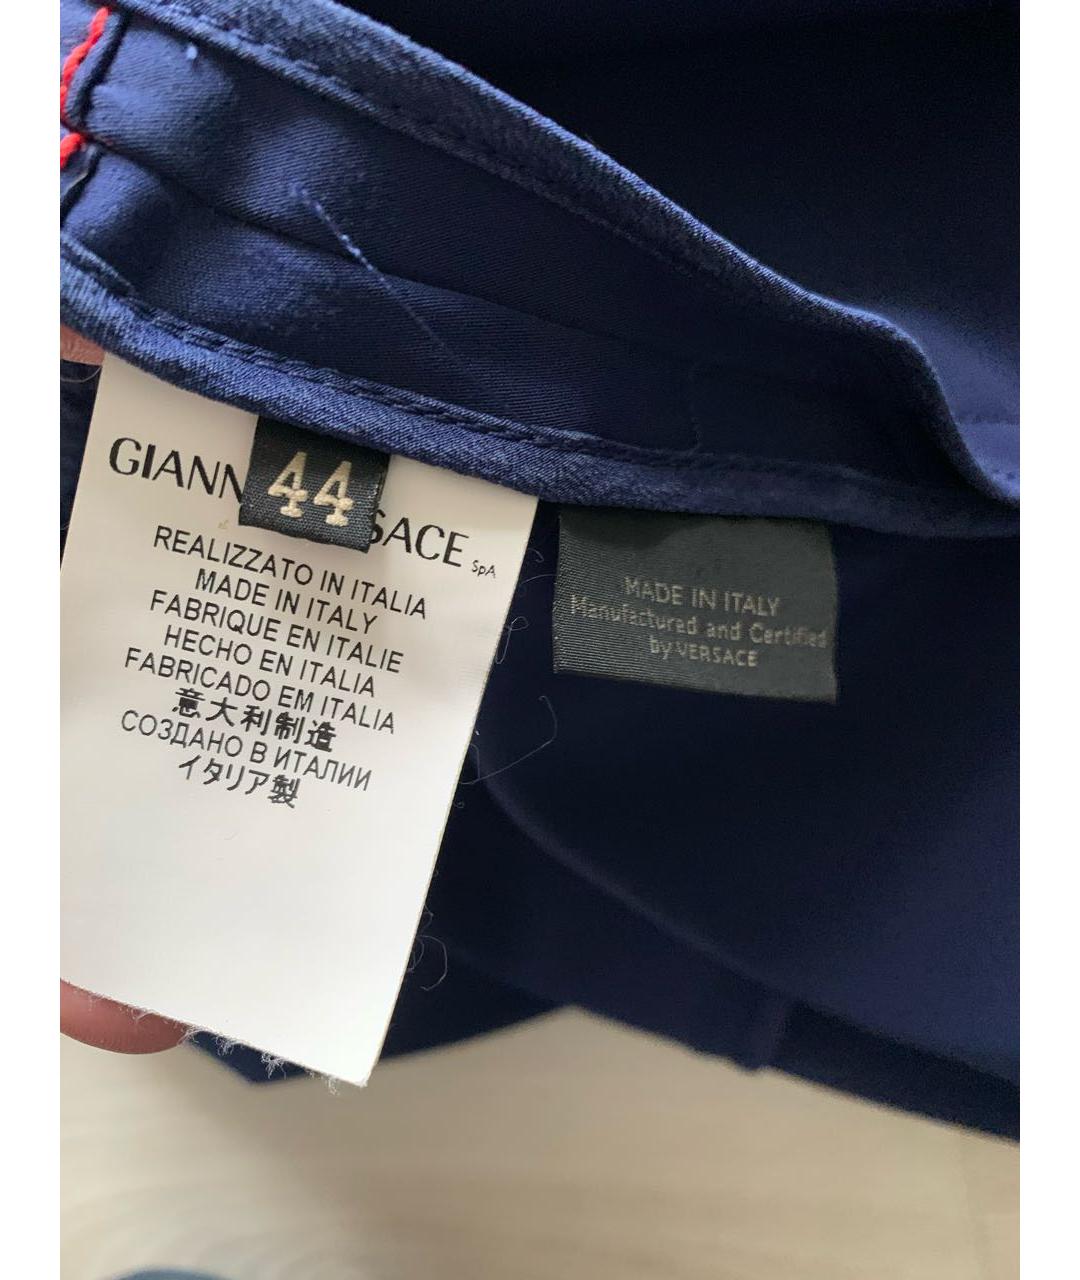 GIANN SACE SpA
44
REALIZZATO IN ITALIA
MADE IN ITALY
FABRIQUE EN ITALIE
HECHO EN ITALIA
FABRICADO EM ITALIA
意大利制造
СОЗДАНО В ИТАЛИИ
イタリア製
MADE IN ITALY
Manufactured and Certified
by VERSACE